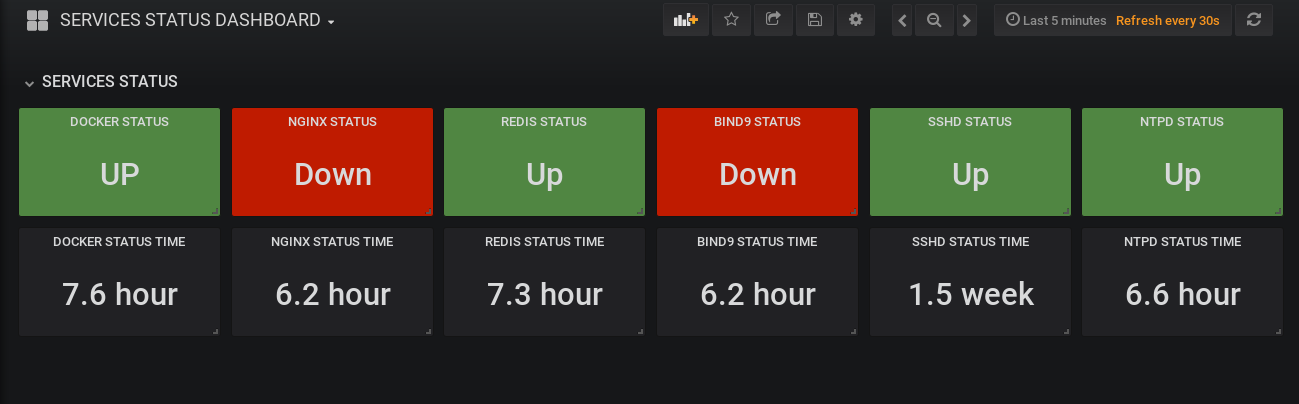 SERVICES STATUS DASHBOARD
Last 5 minutes Refresh every 30s
SERVICES STATUS
DOCKER STATUS
UP
NGINX STATUS
Down
REDIS STATUS
Up
BIND9 STATUS
Down
SSHD STATUS
Up
NTPD STATUS
Up
DOCKER STATUS TIME
7.6 hour
NGINX STATUS TIME
6.2 hour
REDIS STATUS TIME
7.3 hour
BIND9 STATUS TIME
6.2 hour
SSHD STATUS TIME
1.5 week
NTPD STATUS TIME
6.6 hour